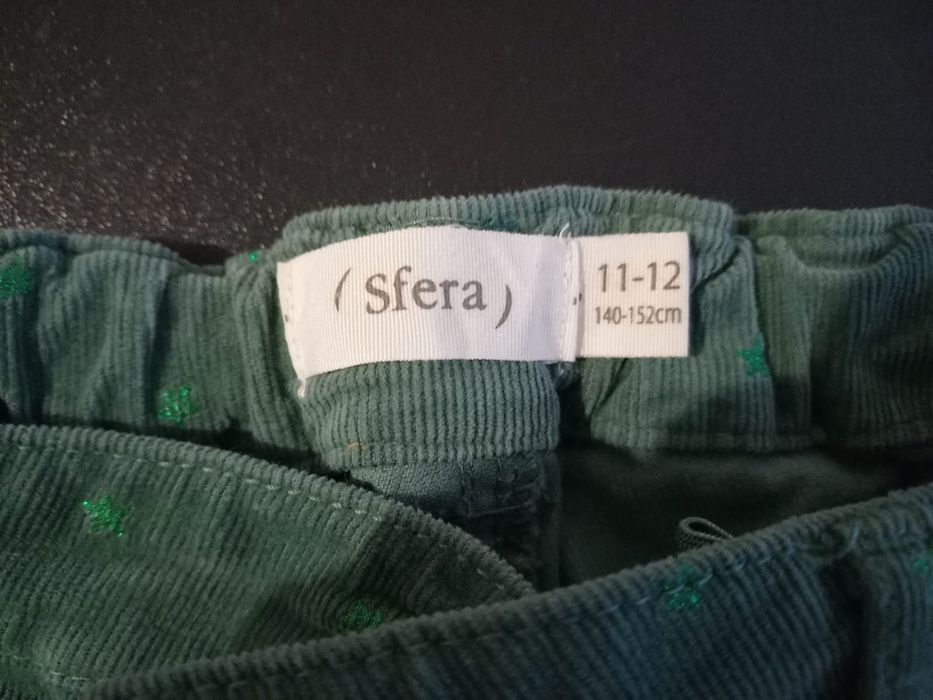 ( Sfera )
11-12
140-152cm